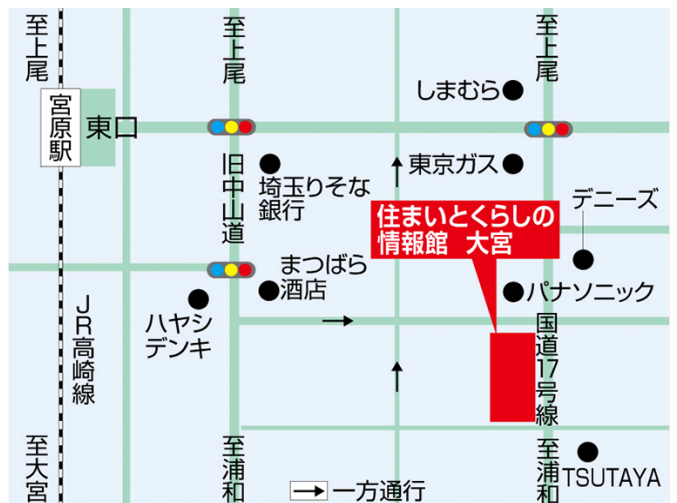 至上尾
至上尾
至上尾
しまむら
宮原駅
東口
旧中山道
埼玉りそな
銀行
東京ガス
デニーズ
住まいとくらしの
情報館 大宮
まつばら
酒店
パナソニック
ハヤシ
デンキ
JR高崎線
国道17号線
至大宮
至浦和
至浦和
TSUTAYA
一方通行